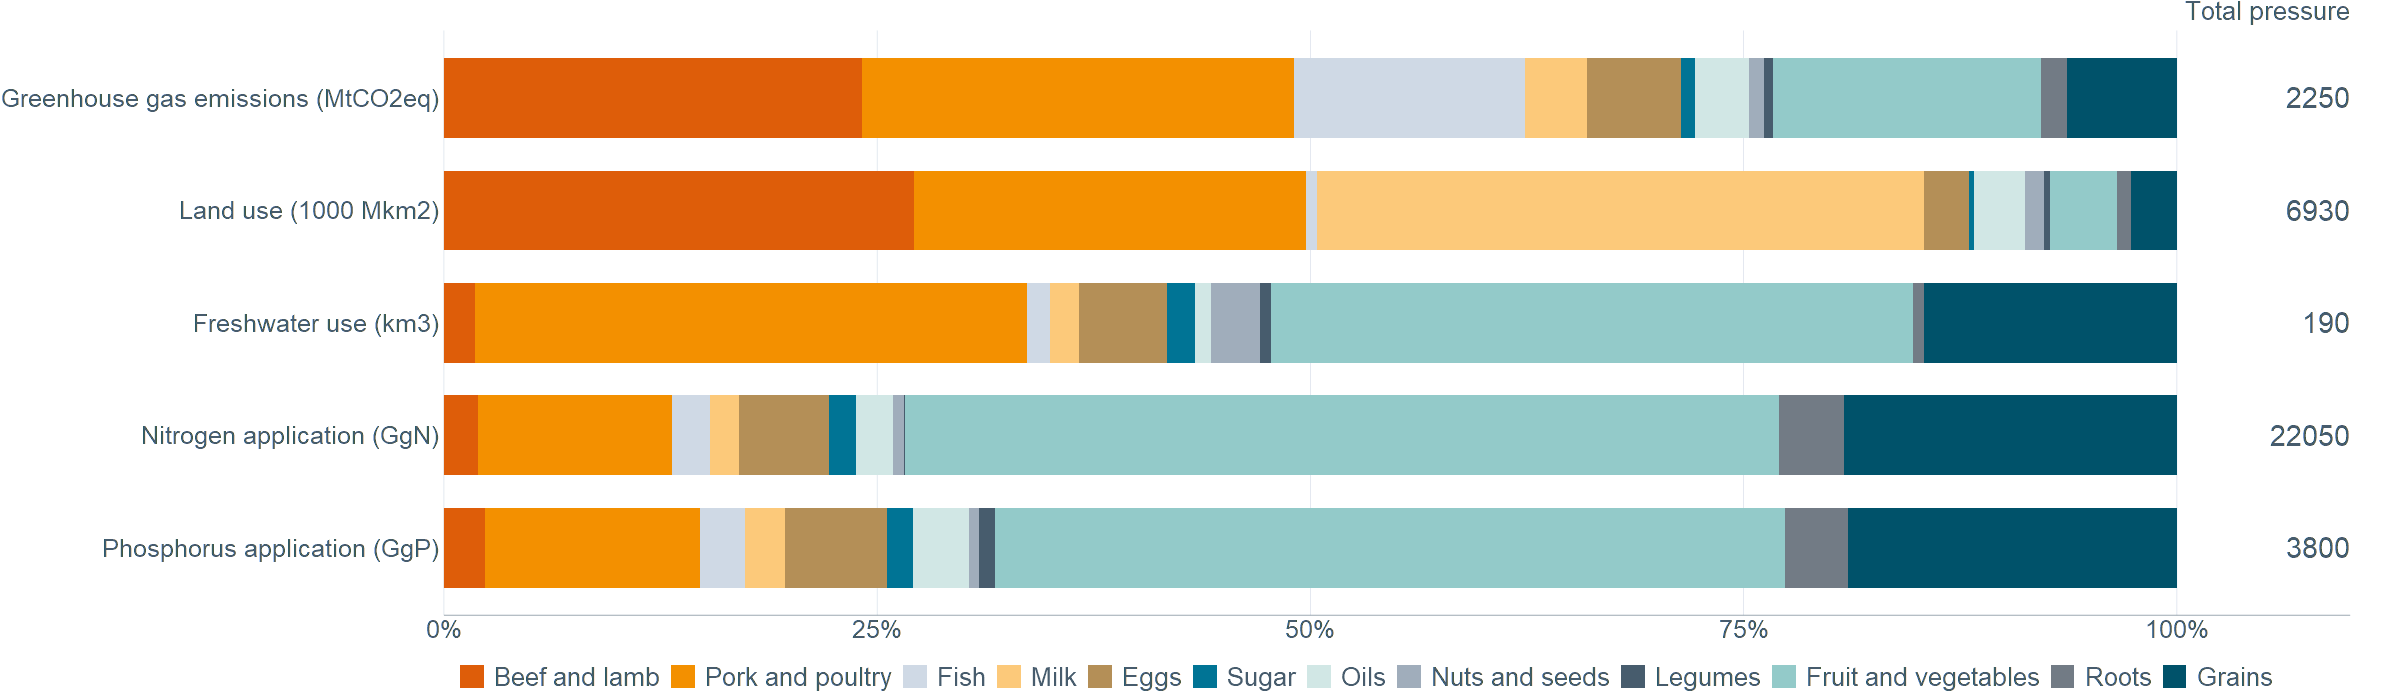 Total pressure
Greenhouse gas emissions (MtCO2eq) 2250
Land use (1000 Mkm2) 6930
Freshwater use (km3) 190
Nitrogen application (GgN) 22050
Phosphorus application (GgP) 3800
0% 25% 50% 75% 100%
Beef and lamb Pork and poultry Fish Milk Eggs Sugar Oils Nuts and seeds Legumes Fruit and vegetables Roots Grains